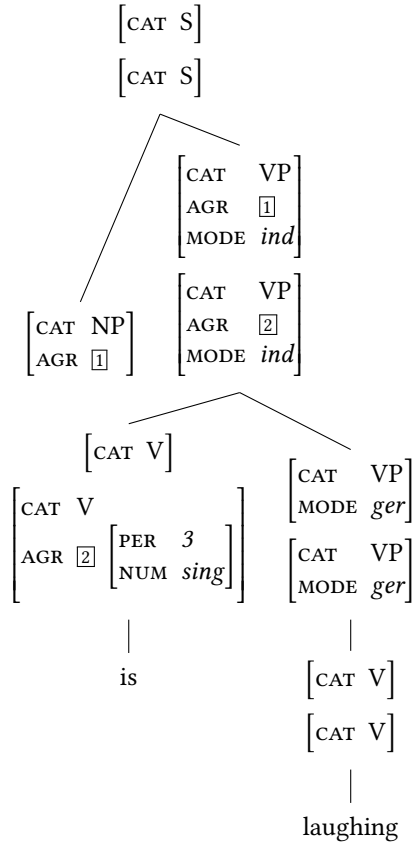 [CAT S]
[CAT S]
[CAT VP
AGR 1
MODE ind]
[CAT NP
AGR 1]
[CAT VP
AGR 2
MODE ind]
[CAT V]
[CAT V
AGR 2 [PER 3
NUM sing]]
[CAT VP
MODE ger]
[CAT VP
MODE ger]
is
[CAT V]
[CAT V]
laughing